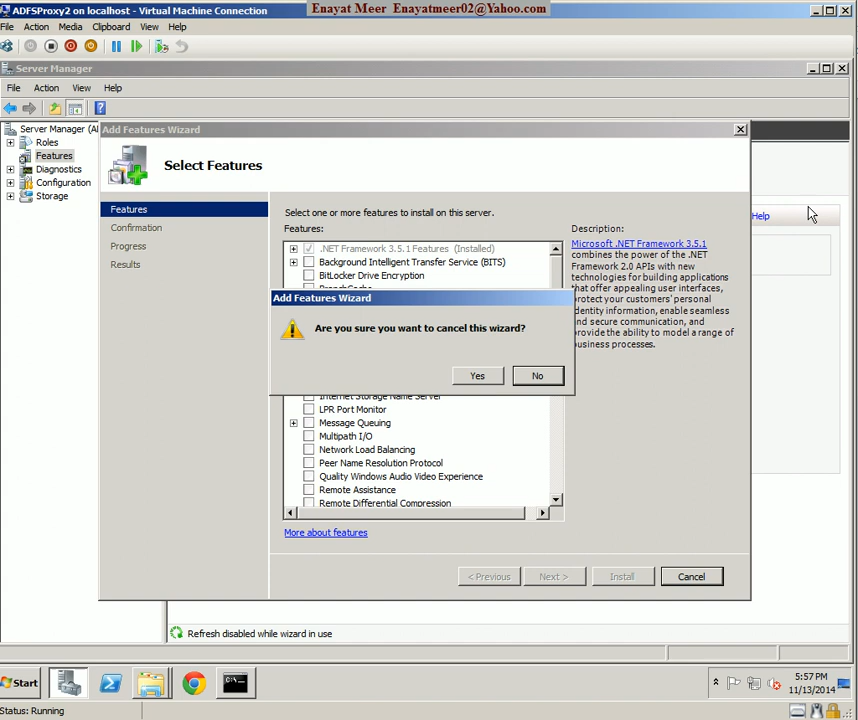 ADFSProxy2 on localhost - Virtual Machine Connection
Enayat Meer Enayatmeer02@Yahoo.com
File Action Media Clipboard View Help
Server Manager
File Action View Help
Server Manager (AD
Roles
Features
Diagnostics
Configuration
Storage
Add Features Wizard
Select Features
Features
Confirmation
Progress
Results
Select one or more features to install on this server.
Features:
.NET Framework 3.5.1 Features (Installed)
Background Intelligent Transfer Service (BITS)
BitLocker Drive Encryption
BranchCache
Add Features Wizard
Are you sure you want to cancel this wizard?
Yes
No
Internet Storage Name Server
LPR Port Monitor
Message Queuing
Multipath I/O
Network Load Balancing
Peer Name Resolution Protocol
Quality Windows Audio Video Experience
Remote Assistance
Remote Differential Compression
More about features
Description:
Microsoft .NET Framework 3.5.1
combines the power of the .NET
Framework 2.0 APIs with new
technologies for building applications
that offer appealing user interfaces,
protect your customers' personal
identity information, enable seamless
and secure communication, and
provide the ability to model a range of
business processes.
Help
< Previous
Next >
Install
Cancel
Refresh disabled while wizard in use
Start
5:57 PM
11/13/2014
Status: Running